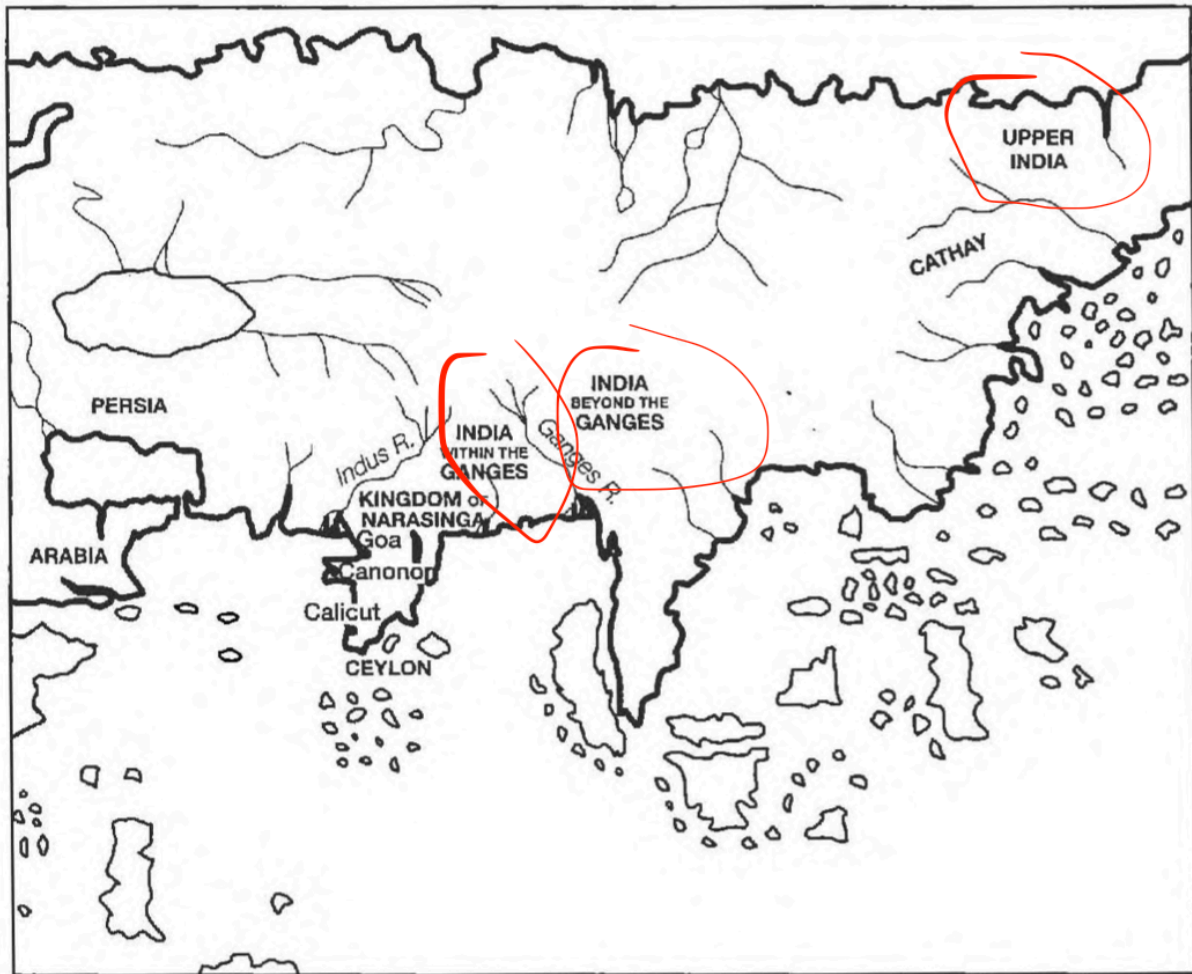 UPPER
INDIA
CATHAY
PERSIA
INDIA
BEYOND THE
GANGES
Indus R.
INDIA
WITHIN THE
GANGES
Ganges R.
KINGDOM OF
NARASINGA
Goa
ARABIA
Canonon
Calicut
CEYLON